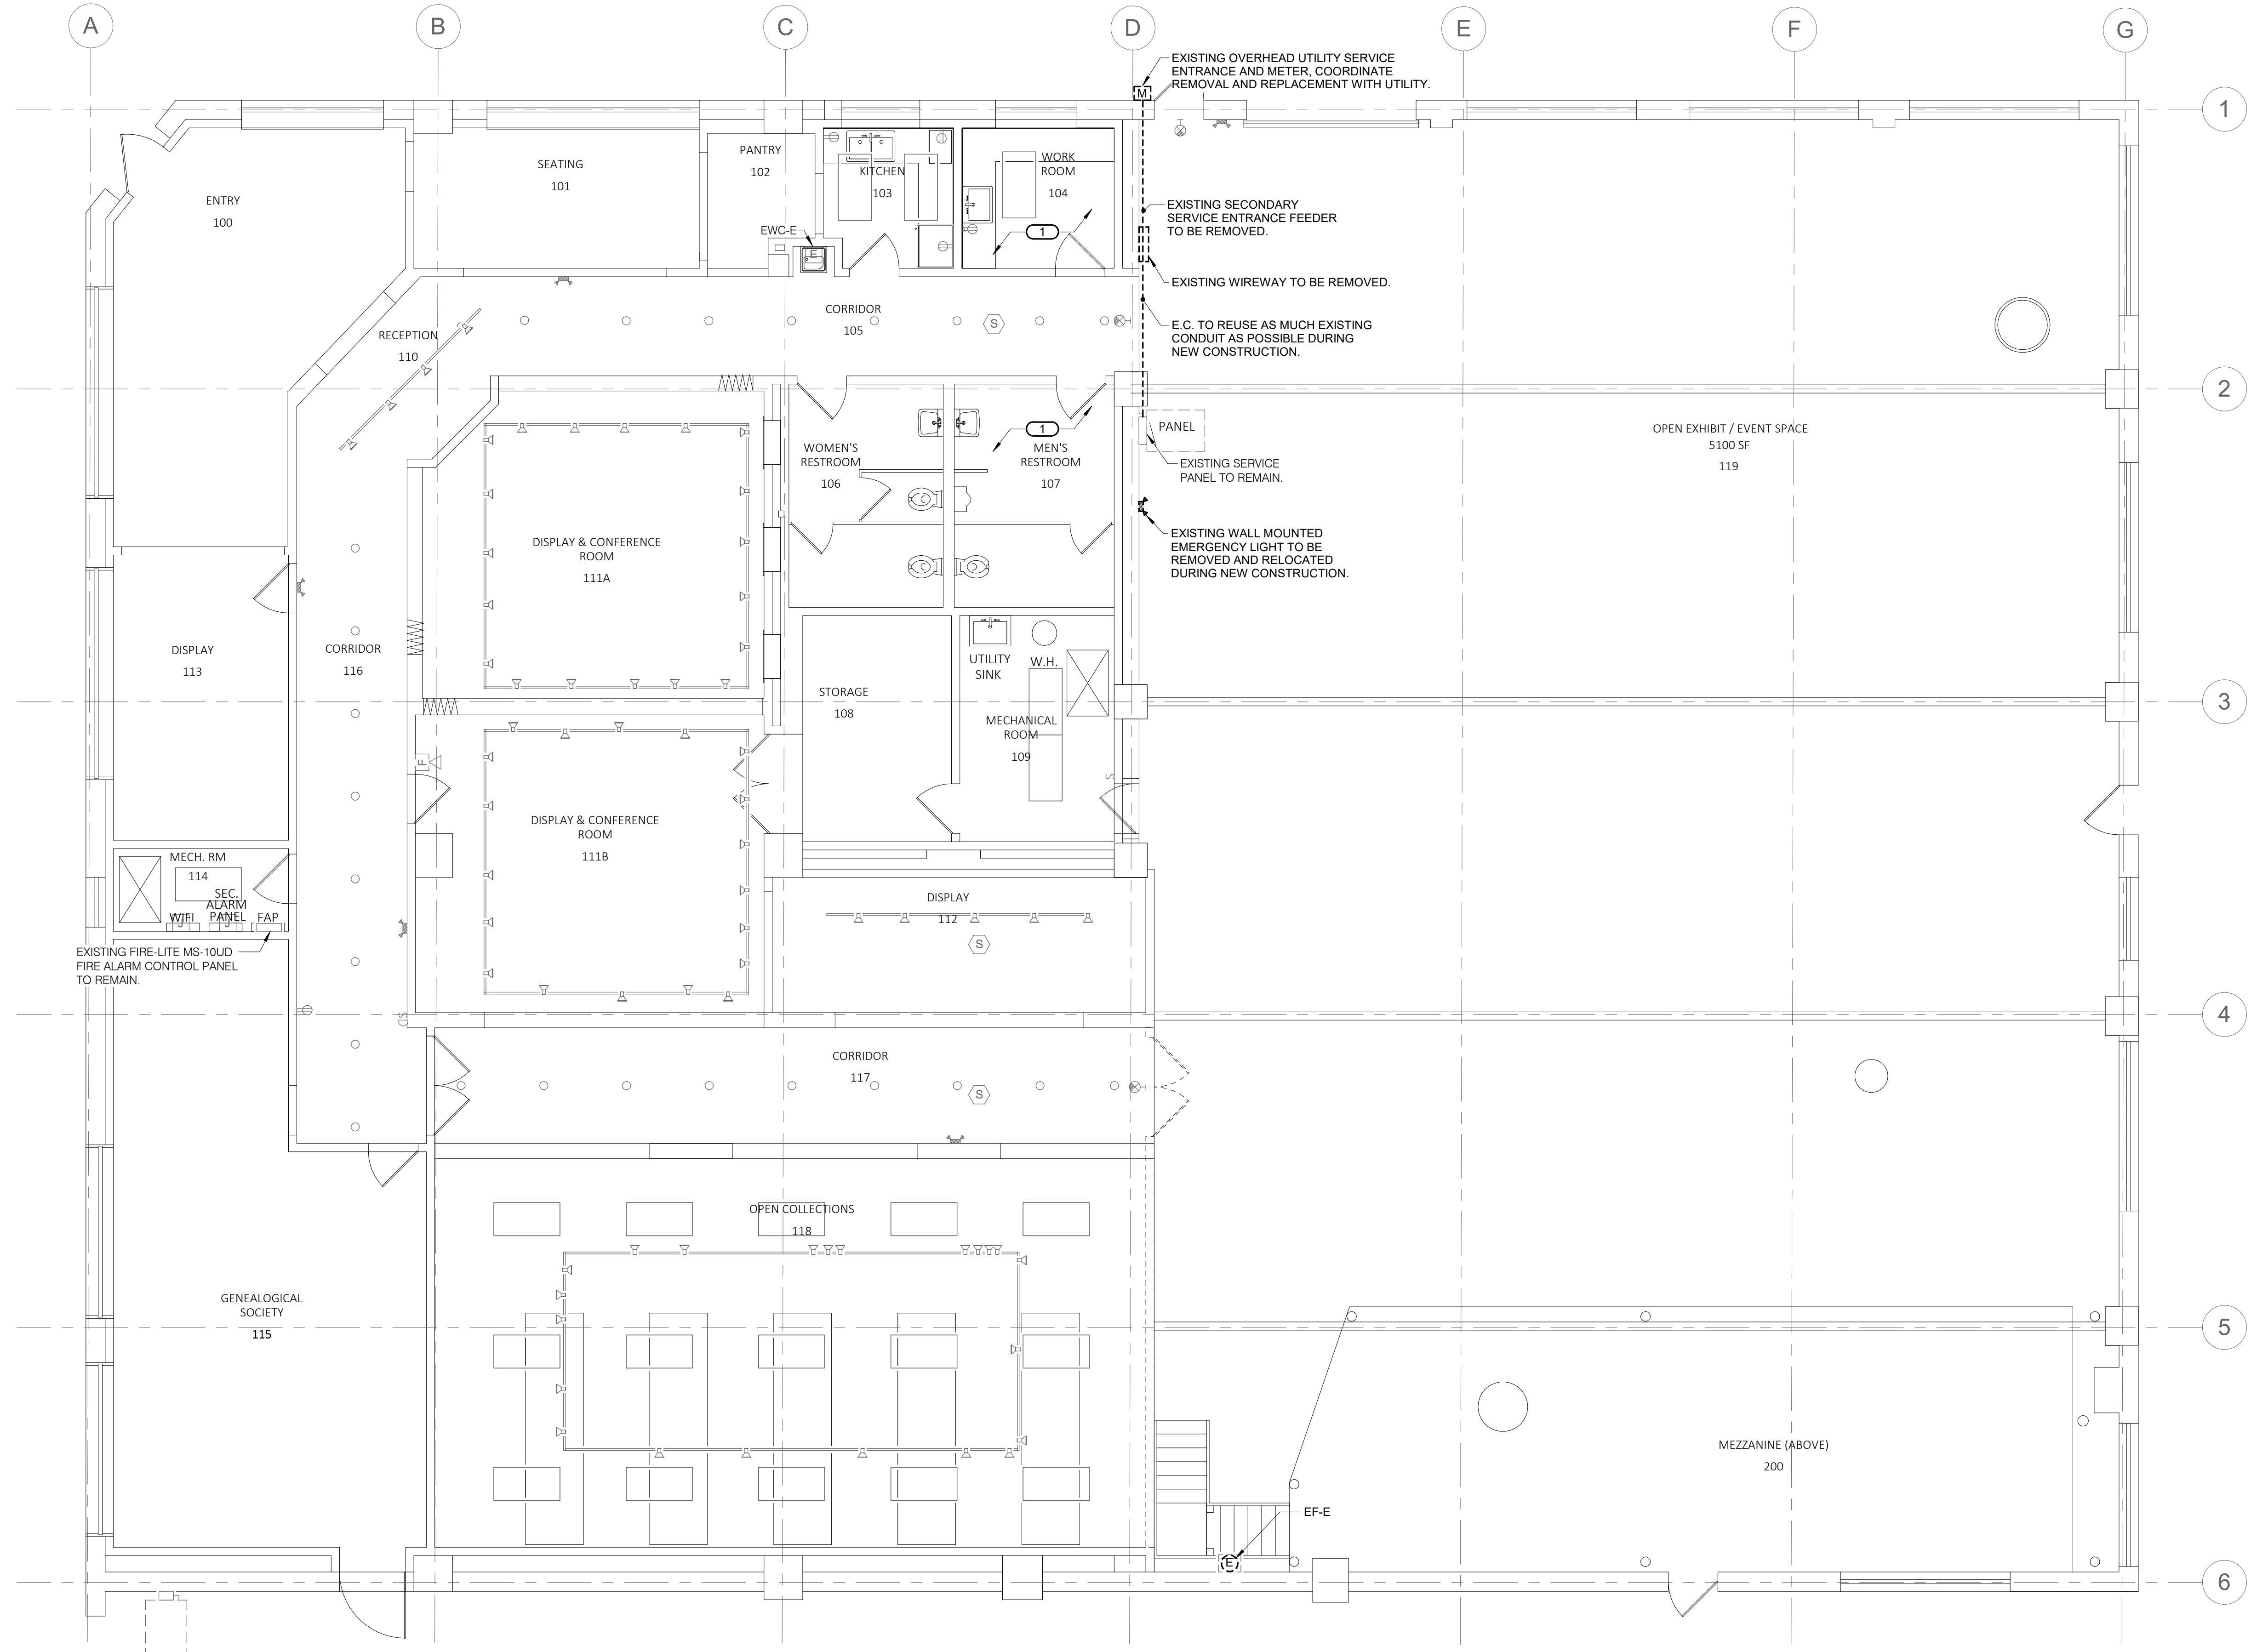 A
B
C
D
E
F
G
EXISTING OVERHEAD UTILITY SERVICE
ENTRANCE AND METER, COORDINATE
REMOVAL AND REPLACEMENT WITH UTILITY.
M
1
PANTRY
102
SEATING
101
KITCHEN
103
WORK
ROOM
104
ENTRY
100
EXISTING SECONDARY
SERVICE ENTRANCE FEEDER
TO BE REMOVED.
EWC-E
E
1
EXISTING WIREWAY TO BE REMOVED.
CORRIDOR
105
S
RECEPTION
110
E.C. TO REUSE AS MUCH EXISTING
CONDUIT AS POSSIBLE DURING
NEW CONSTRUCTION.
2
PANEL
OPEN EXHIBIT / EVENT SPACE
5100 SF
119
1
WOMEN'S
RESTROOM
106
MEN'S
RESTROOM
107
EXISTING SERVICE
PANEL TO REMAIN.
DISPLAY & CONFERENCE
ROOM
111A
EXISTING WALL MOUNTED
EMERGENCY LIGHT TO BE
REMOVED AND RELOCATED
DURING NEW CONSTRUCTION.
DISPLAY
113
CORRIDOR
116
UTILITY
SINK
W.H.
STORAGE
108
3
MECHANICAL
ROOM
109
F
S
DISPLAY & CONFERENCE
ROOM
111B
MECH. RM
114
SEC.
ALARM
PANEL
WIFI
FAP
J
J
DISPLAY
112
S
EXISTING FIRE-LITE MS-10UD
FIRE ALARM CONTROL PANEL
TO REMAIN.
SD
4
CORRIDOR
117
S
OPEN COLLECTIONS
118
GENEALOGICAL
SOCIETY
115
5
MEZZANINE (ABOVE)
200
EF-E
E
6